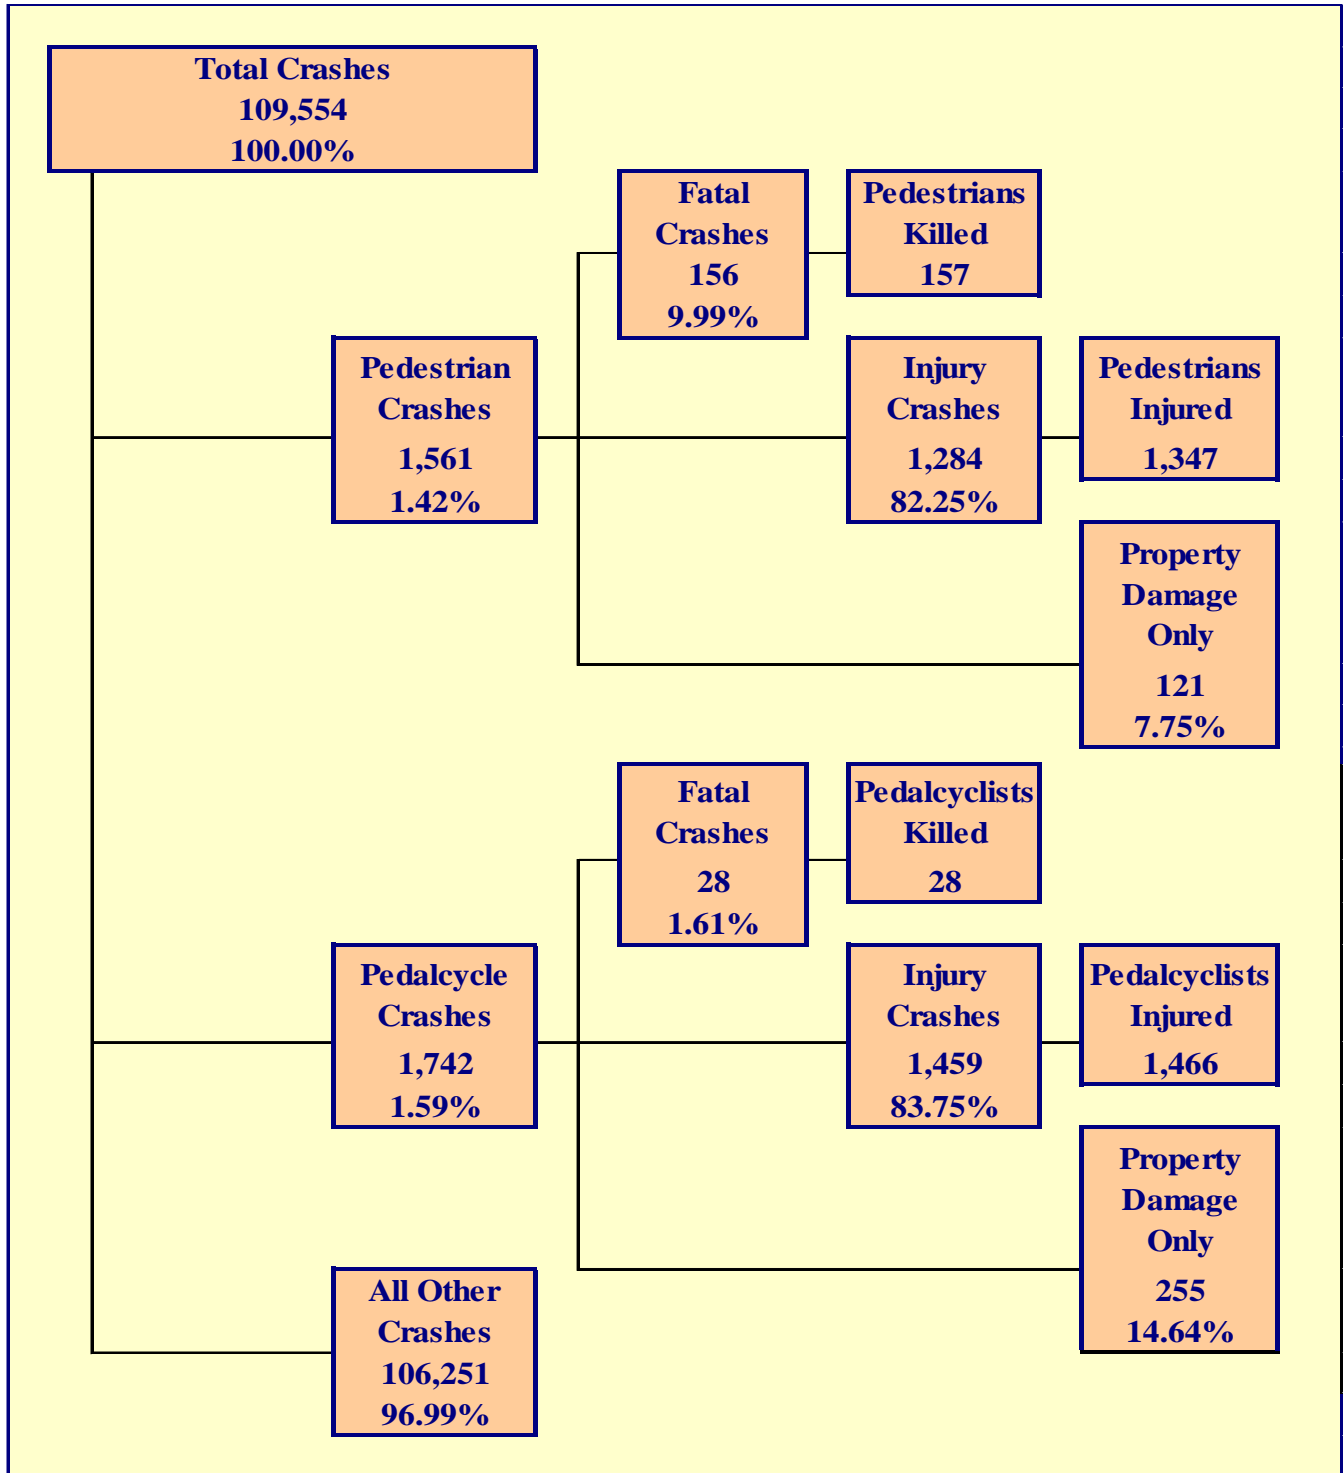 Total Crashes
109,554
100.00%
Fatal
Crashes
156
9.99%
Pedestrians
Killed
157
Pedestrian
Crashes
1,561
1.42%
Injury
Crashes
1,284
82.25%
Pedestrians
Injured
1,347
Property
Damage
Only
121
7.75%
Fatal
Crashes
28
1.61%
Pedalcyclists
Killed
28
Pedalcycle
Crashes
1,742
1.59%
Injury
Crashes
1,459
83.75%
Pedalcyclists
Injured
1,466
Property
Damage
Only
255
14.64%
All Other
Crashes
106,251
96.99%